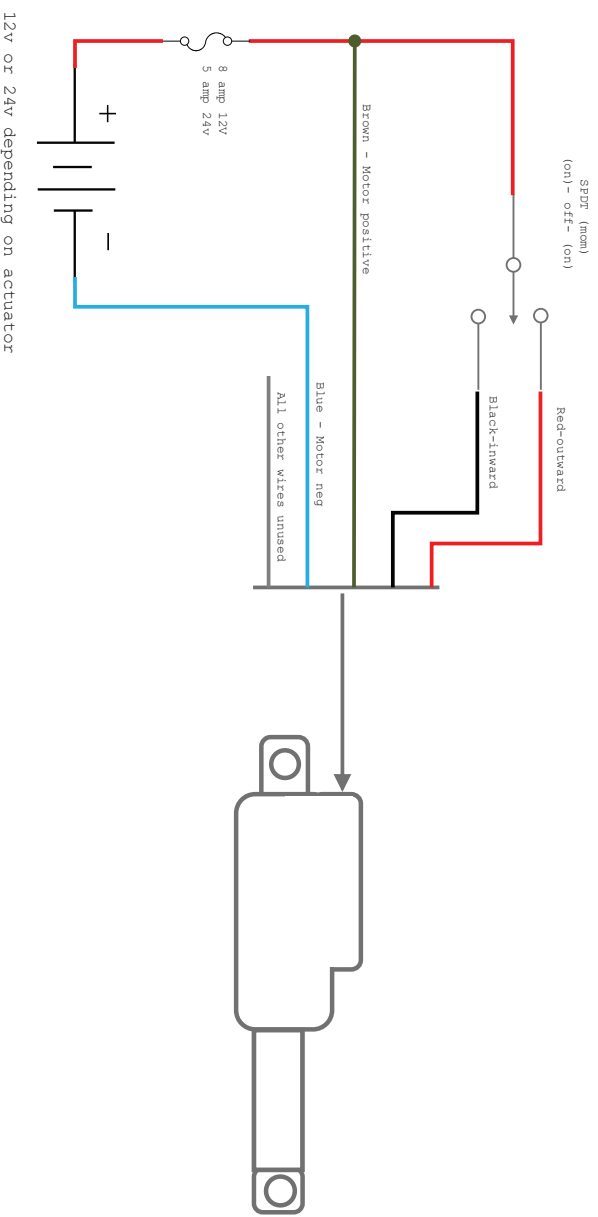 SPDT (mom)
(on)- off- (on)
Red-outward
Black-inward
Brown - Motor positive
Blue - Motor neg
All other wires unused
8 amp 12V
5 amp 24v
+
-
12v or 24v depending on actuator